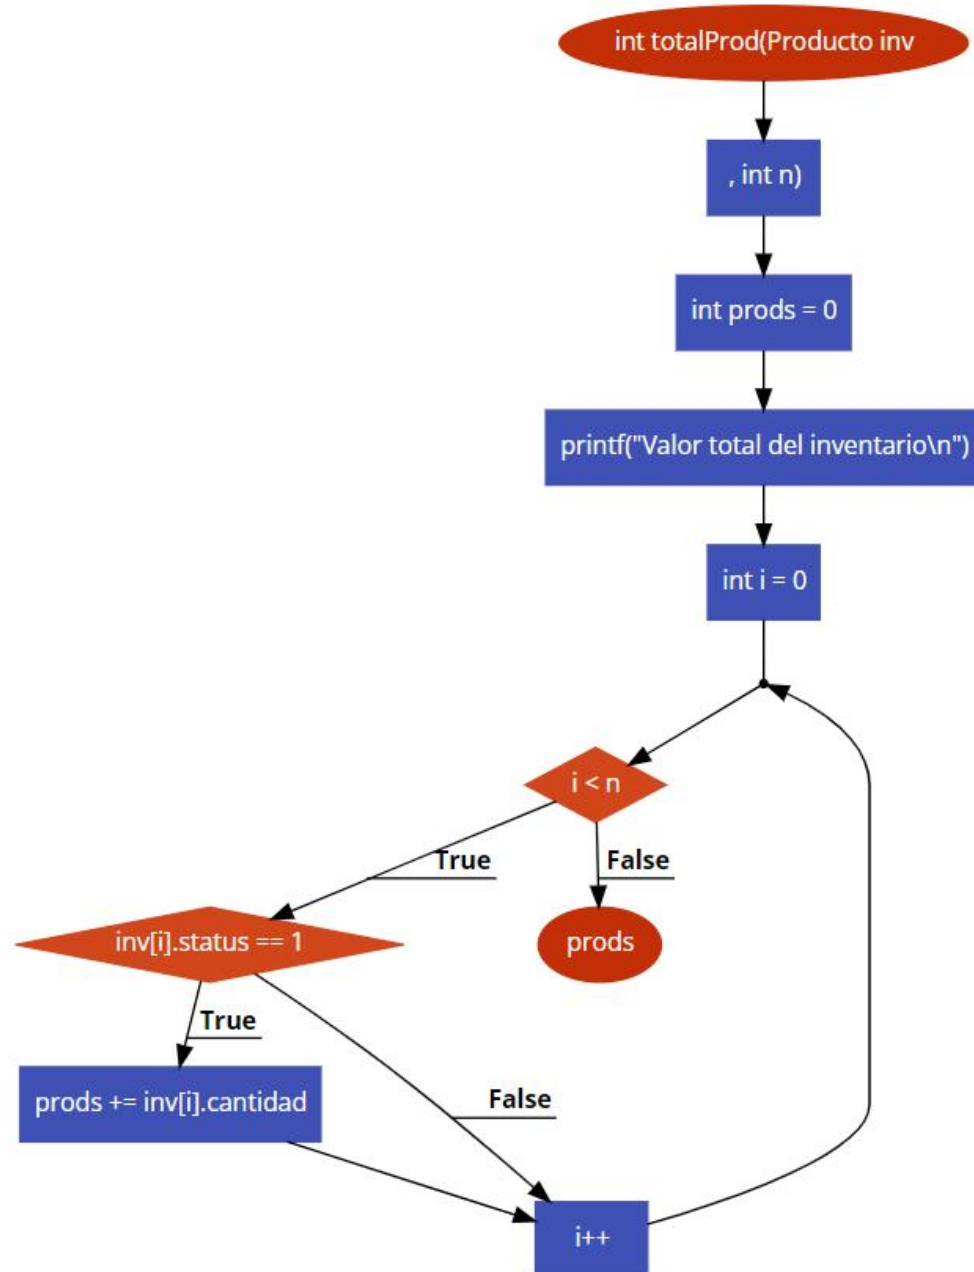 int totalProd(Producto inv
, int n)
int prods = 0
printf("Valor total del inventario\n")
int i = 0
i < n
True
False
inv[i].status == 1
prods
True
prods += inv[i].cantidad
False
i++